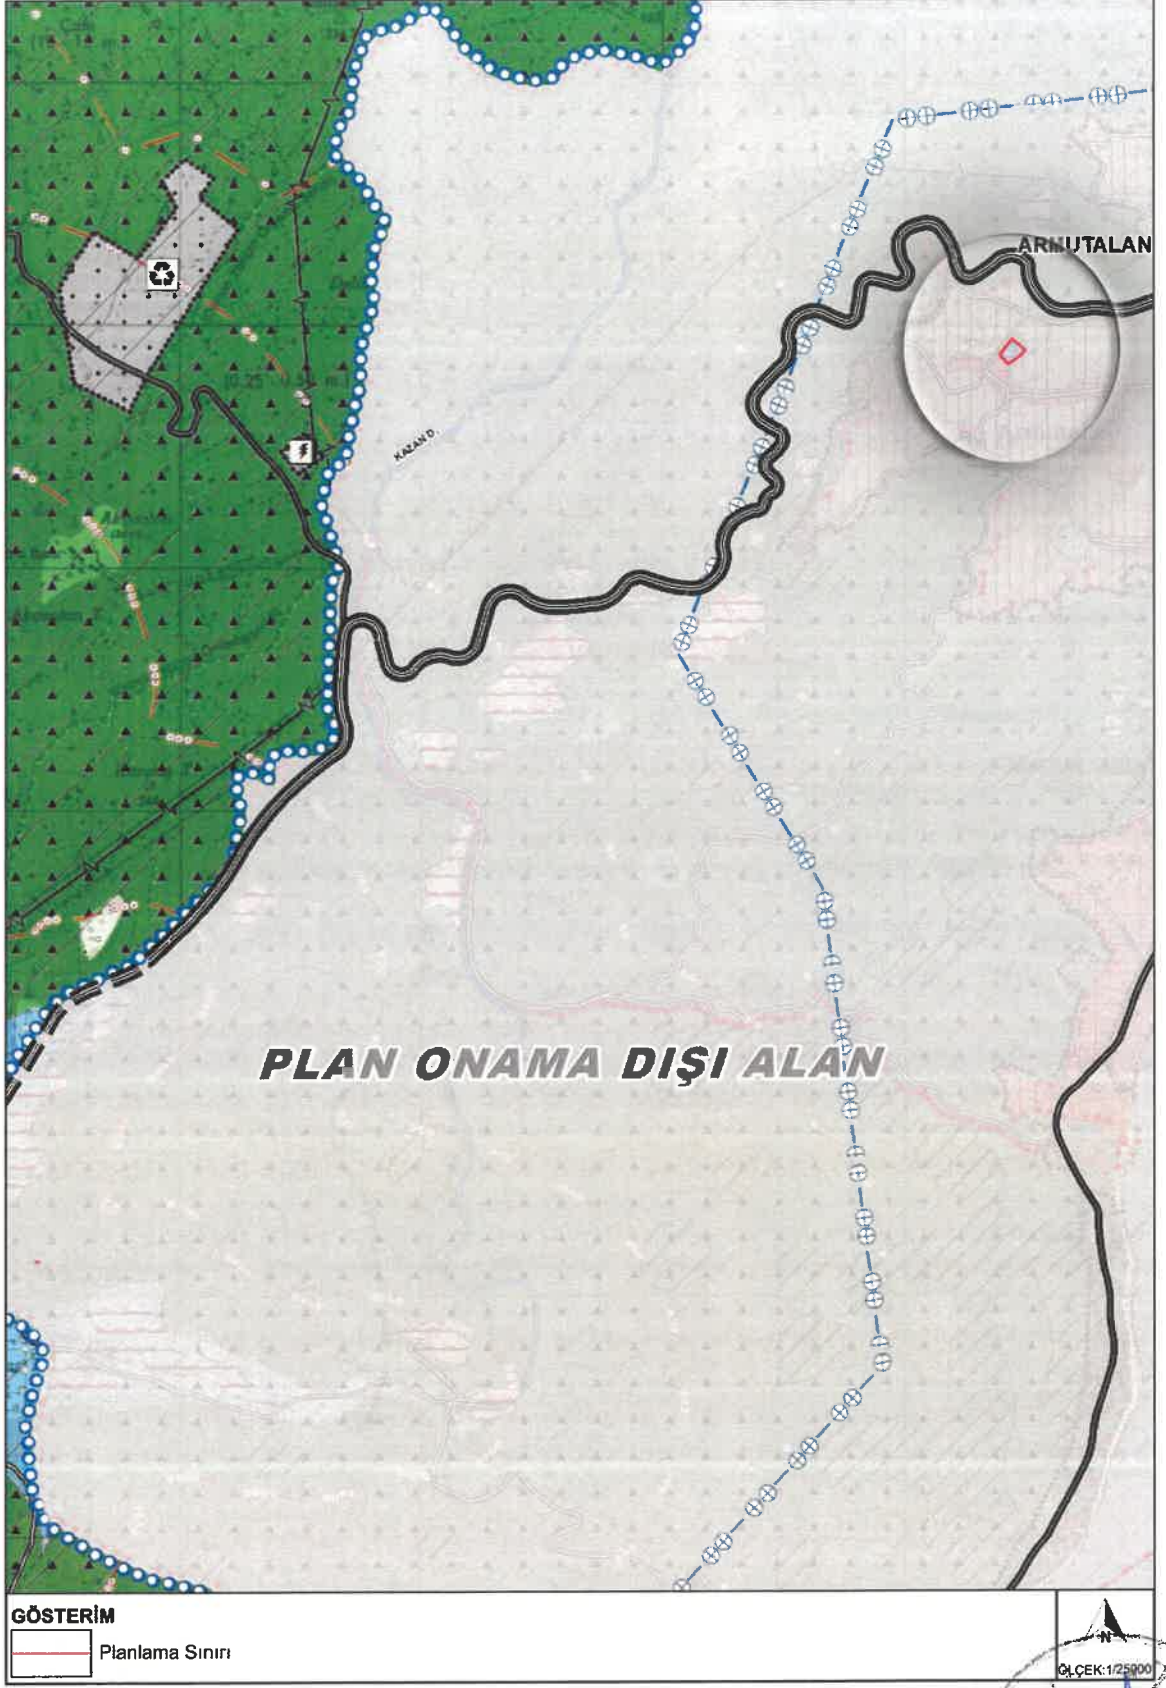 ARMUTALAN
KAZAN D.
PLAN ONAMA DIŞI ALAN
GÖSTERİM
Planlama Sınırı
N
ÖLÇEK:1/25000